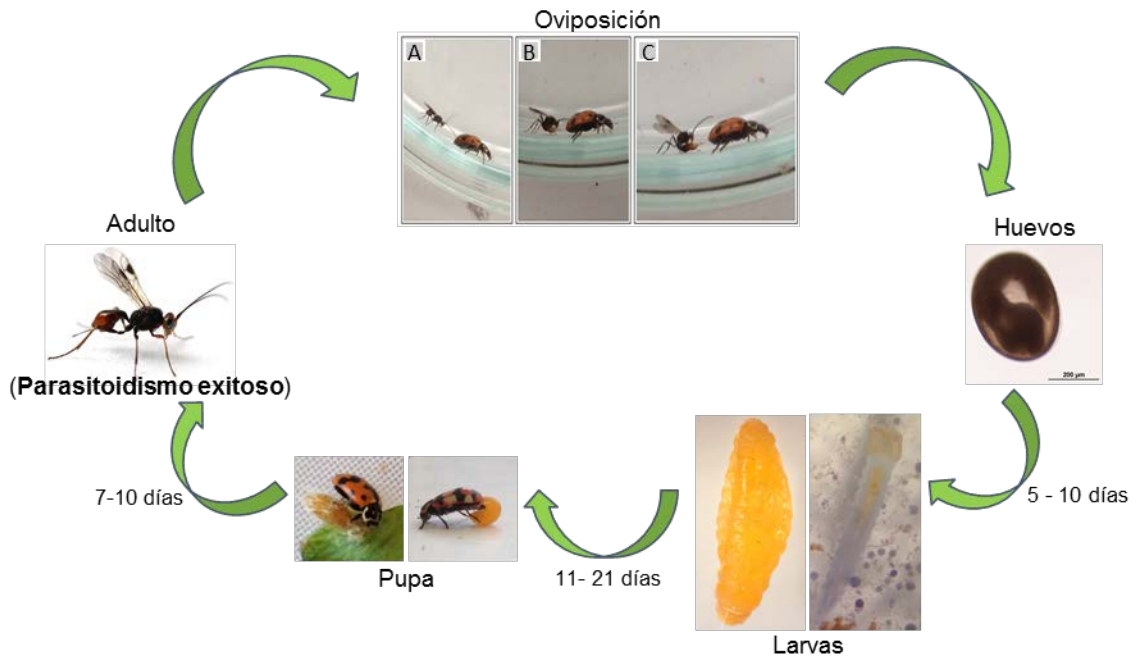 Oviposición
A
B
C
Adulto
Huevos
200 µm
(Parasitoidismo exitoso)
7-10 días
5 - 10 días
Pupa
11- 21 días
Larvas